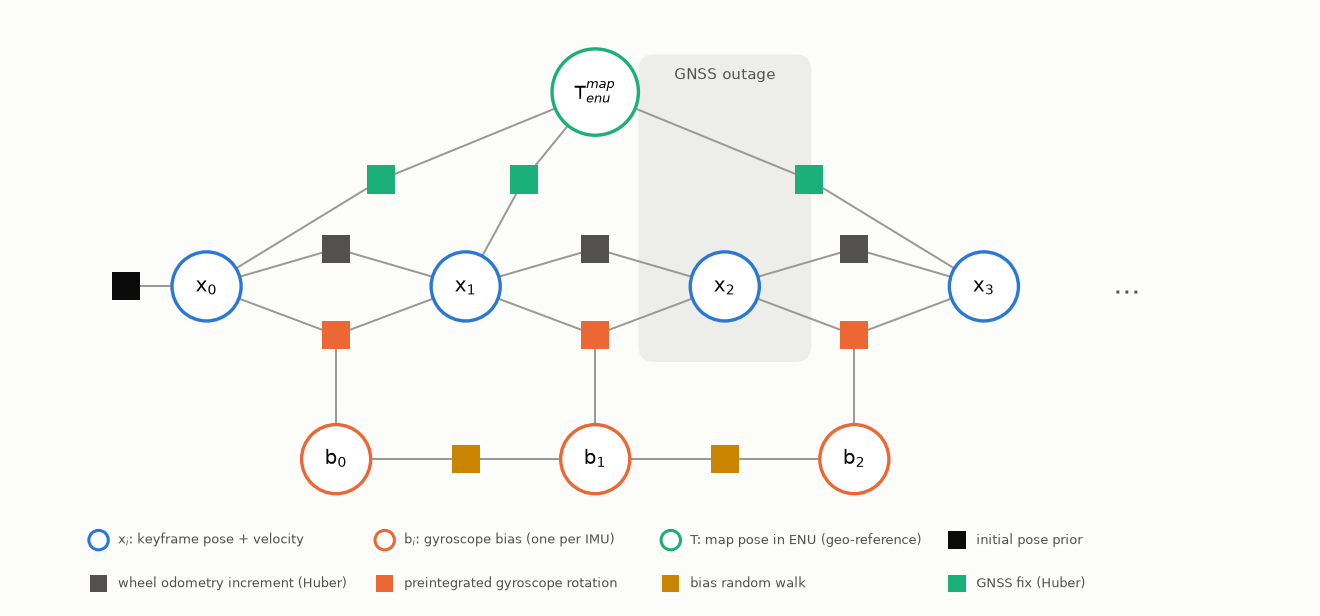 T^{map}_{enu}
GNSS outage
x₀
x₁
x₂
x₃
...
b₀
b₁
b₂
xᵢ: keyframe pose + velocity
bᵢ: gyroscope bias (one per IMU)
T: map pose in ENU (geo-reference)
initial pose prior
wheel odometry increment (Huber)
preintegrated gyroscope rotation
bias random walk
GNSS fix (Huber)